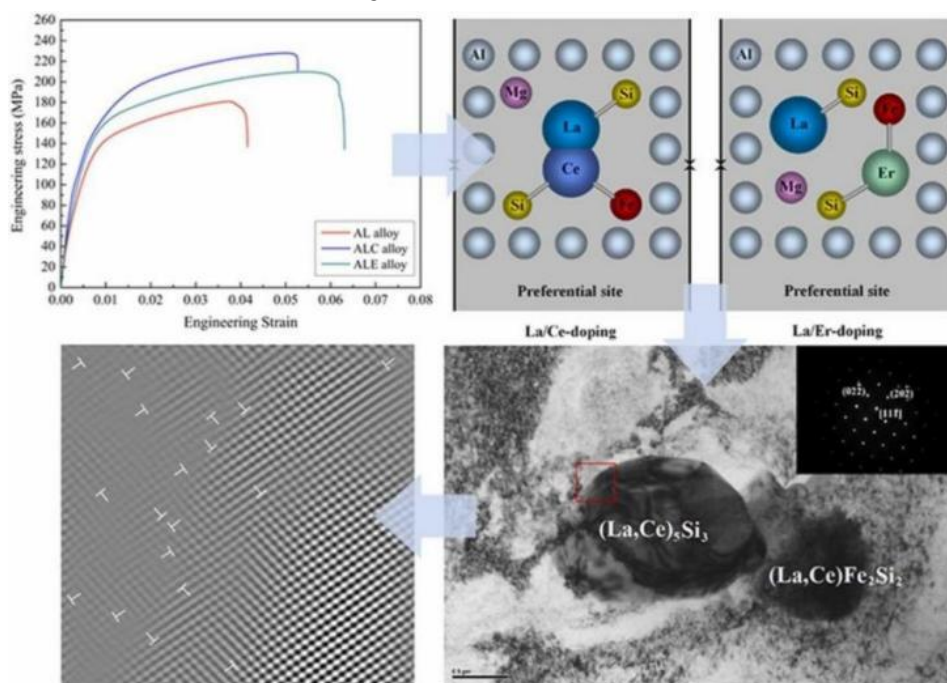 260
240
220
200
180
160
140
120
100
80
60
40
20
0
Engineering stress (MPa)
AL alloy
ALC alloy
ALE alloy
0.00 0.01 0.02 0.03 0.04 0.05 0.06 0.07 0.08
Engineering Strain
Al
Mg
Si
La
Ce
Si
Fe
Preferential site
La/Ce-doping
Al
Si
Fe
La
Er
Mg
Si
Preferential site
La/Er-doping
(La,Ce)₅Si₃
(La,Ce)Fe₂Si₂